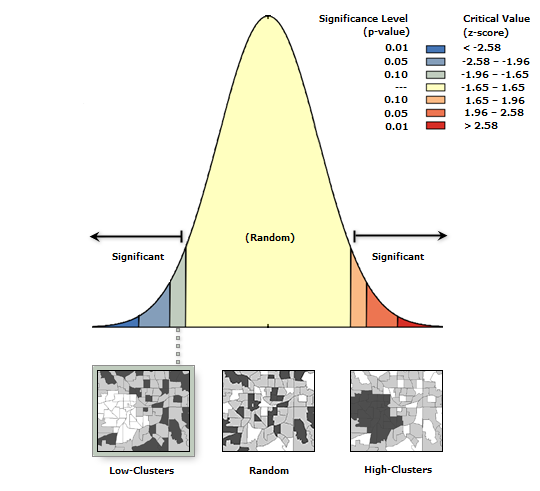 Significance Level Critical Value
(p-value) (z-score)
0.01 < -2.58
0.05 -2.58 – -1.96
0.10 -1.96 – -1.65
--- -1.65 – 1.65
0.10 1.65 – 1.96
0.05 1.96 – 2.58
0.01 > 2.58
(Random)
Significant Significant
Low-Clusters Random High-Clusters